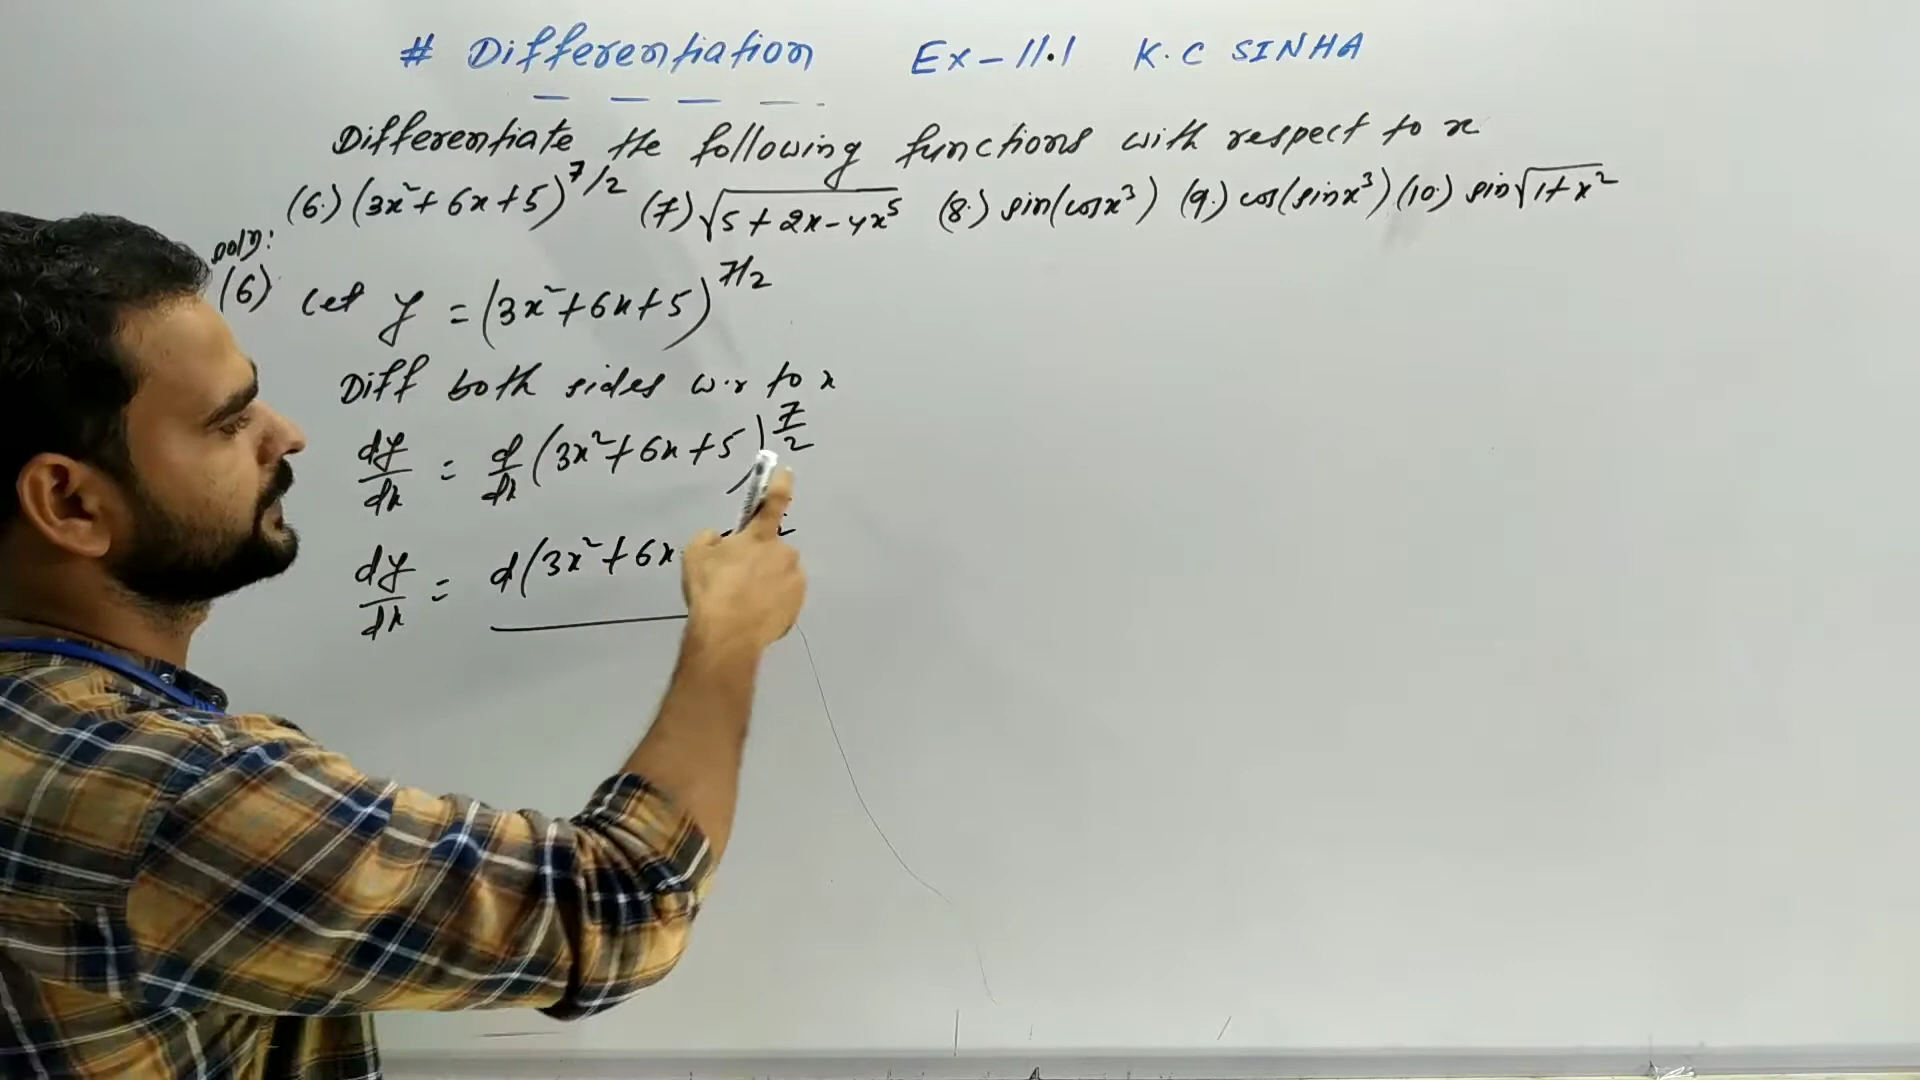 # Differentiation Ex-11.1 K.C SINHA
Differentiate the following functions with respect to x
(6.) (3x²+6x+5)^7/2 (7) √5+2x-4x⁵ (8.) sin(cosx³) (9.) cos(sinx³) (10.) sin√1+x²
Soln:
(6) Let y = (3x²+6x+5)^7/2
Diff both sides w.r to x
dy/dx = d/dx (3x²+6x+5)^7/2
dy/dx = d(3x²+6x